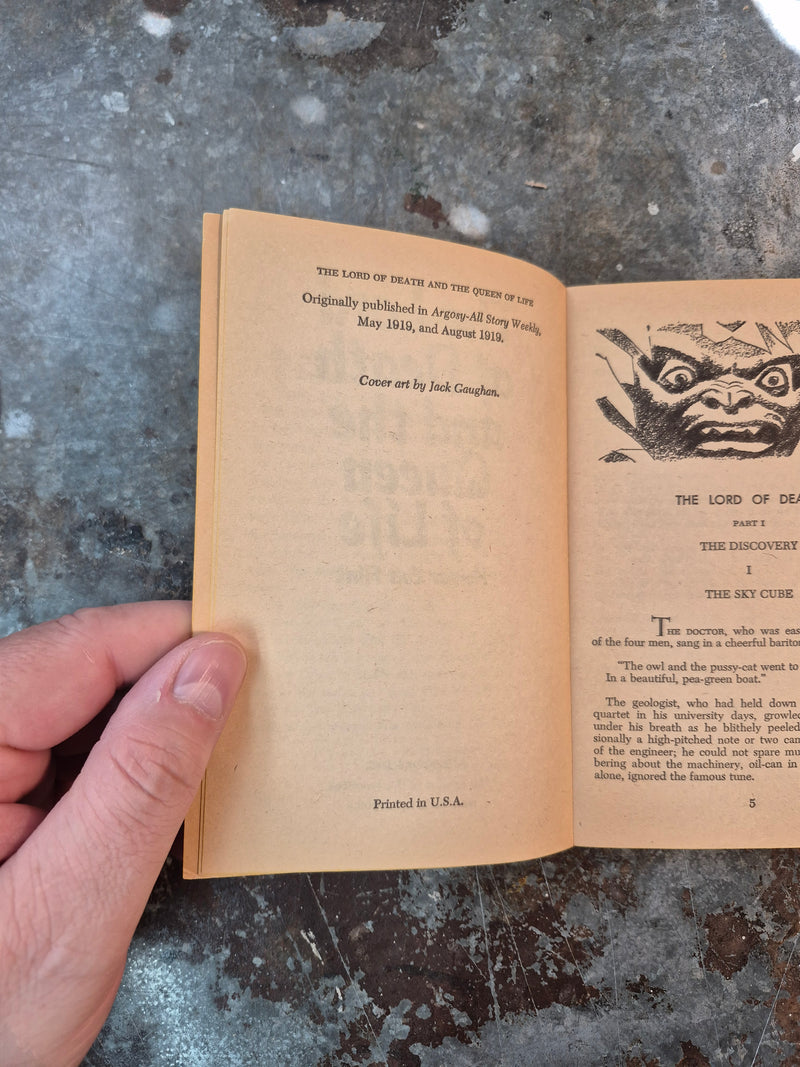 THE LORD OF DEATH AND THE QUEEN OF LIFE
Originally published in Argosy-All Story Weekly,
May 1919, and August 1919.
Cover art by Jack Gaughan.
Printed in U.S.A.
THE LORD OF DEA
PART I
THE DISCOVERY
I
THE SKY CUBE
THE DOCTOR, who was eas
of the four men, sang in a cheerful bariton
"The owl and the pussy-cat went to
In a beautiful, pea-green boat."
The geologist, who had held down
quartet in his university days, growled
under his breath as he blithely peeled
sionally a high-pitched note or two cam
of the engineer; he could not spare mu
bering about the machinery, oil-can in
alone, ignored the famous tune.
5